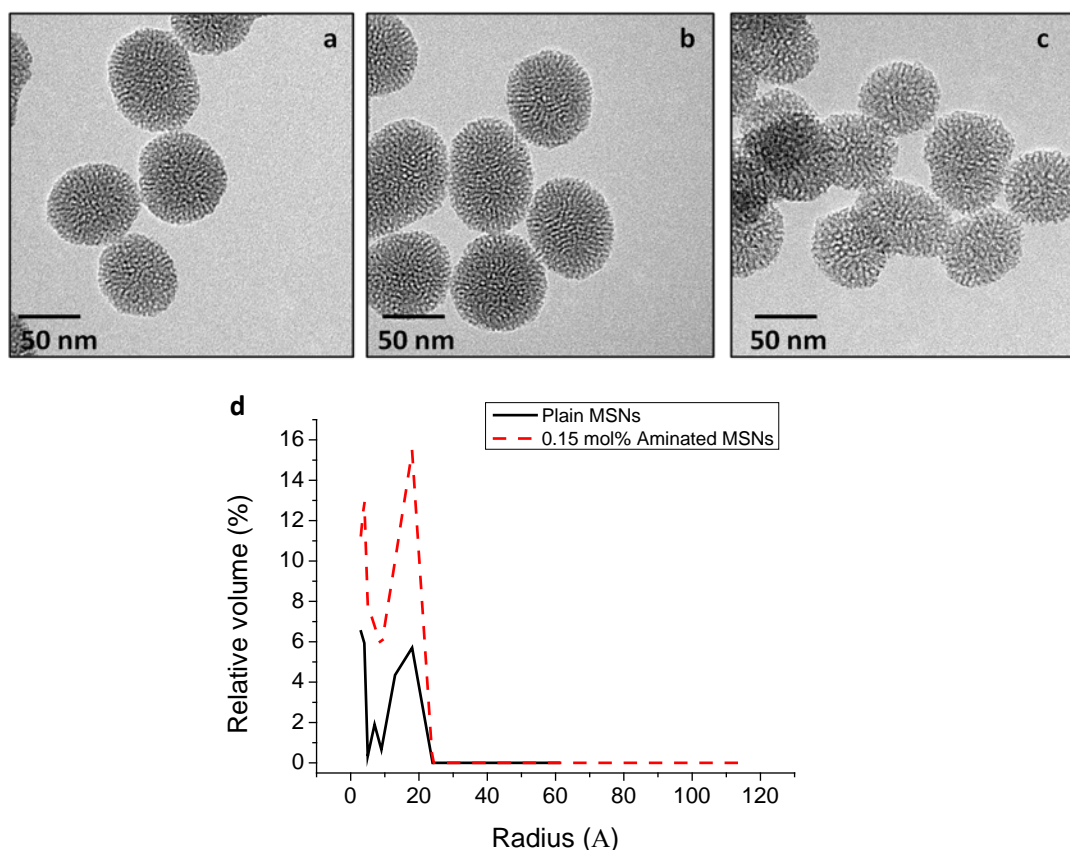 a
50 nm
b
50 nm
c
50 nm
d
Plain MSNs
0.15 mol% Aminated MSNs
Relative volume (%)
16
14
12
10
8
6
4
2
0
0 20 40 60 80 100 120
Radius (A)